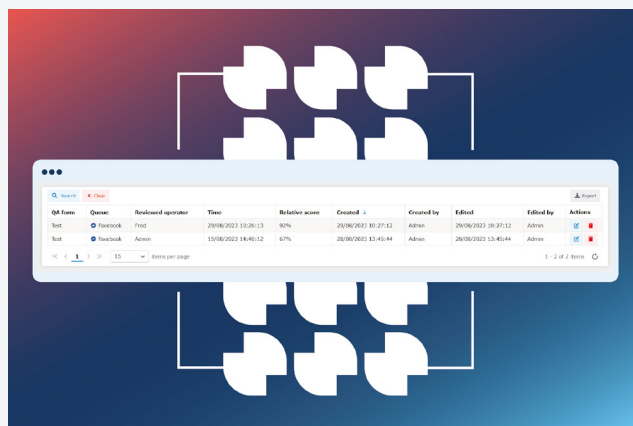 Search Clear Export
QA form Queue Reviewed operator Time Relative score Created ↓ Created by Edited Edited by Actions
Test Facebook Fred 29/08/2023 10:26:13 92% 29/08/2023 10:27:12 Admin 29/08/2023 10:27:12 Admin
Test Facebook Admin 15/08/2023 14:40:12 67% 28/08/2023 13:45:44 Admin 28/08/2023 13:45:44 Admin
1 15 items per page 1 - 2 of 2 items